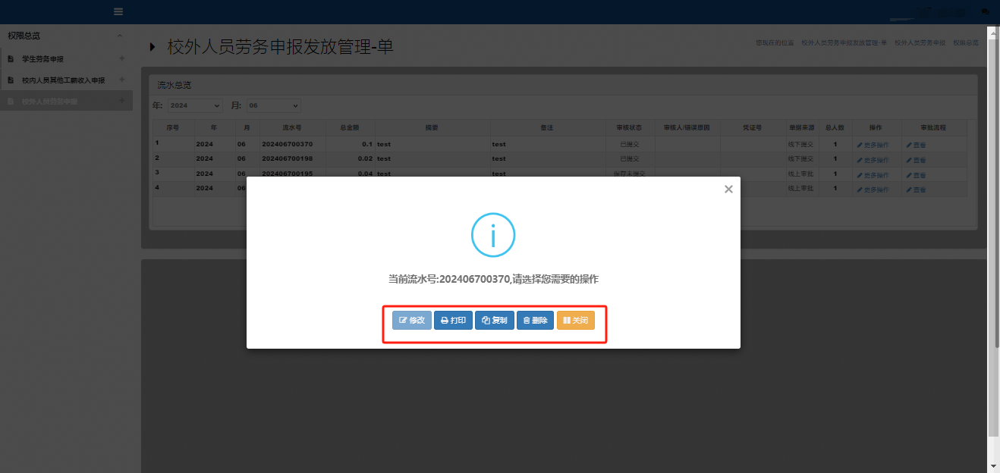 权限总览
学生劳务申报
校内人员其他工薪收入申报
校外人员劳务申报
校外人员劳务申报发放管理-单
您现在的位置 校外人员劳务申报发放管理-单 校外人员劳务申报 权限总览
流水总览
年: 2024 月: 06
序号 年 月 流水号 总金额 摘要 备注 审核状态 审核人/错误原因 凭证号 单据来源 总人数 操作 审批流程
1 2024 06 202406700370 0.1 test test 已提交 线下提交 1 更多操作 查看
2 2024 06 202406700198 0.02 test test 已提交 线下提交 1 更多操作 查看
3 2024 06 202406700195 0.04 test test 保存未提交 线上审批 1 更多操作 查看
4 2024 06 线上审批 1 更多操作 查看
×
当前流水号:202406700370,请选择您需要的操作
修改 打印 复制 删除 关闭